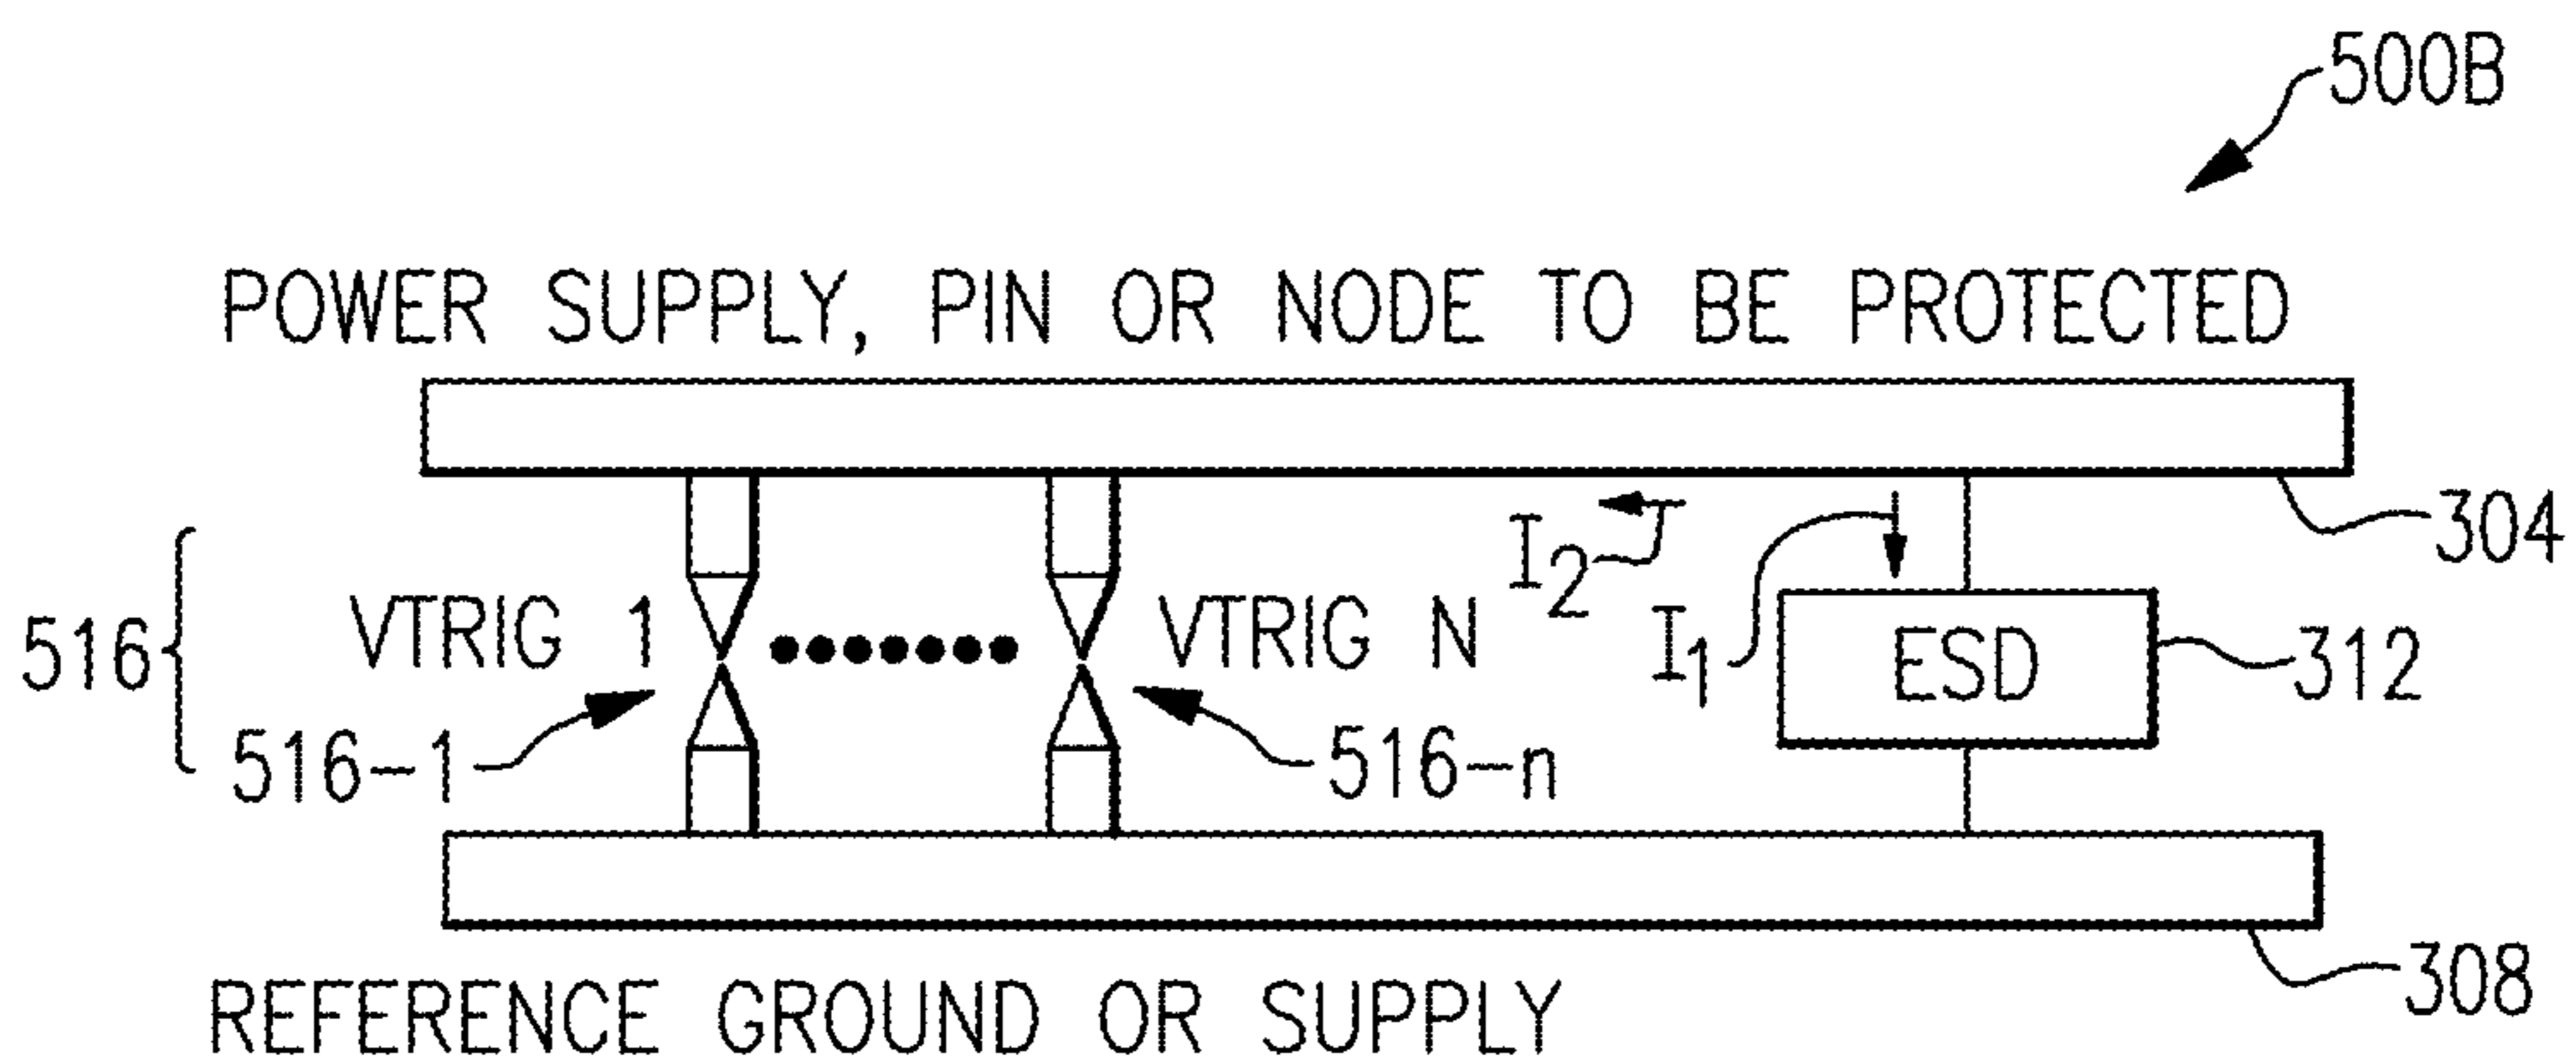 500B
POWER SUPPLY, PIN OR NODE TO BE PROTECTED
304
I2
I1
516
VTRIG 1
VTRIG N
ESD
312
516-1
516-n
308
REFERENCE GROUND OR SUPPLY